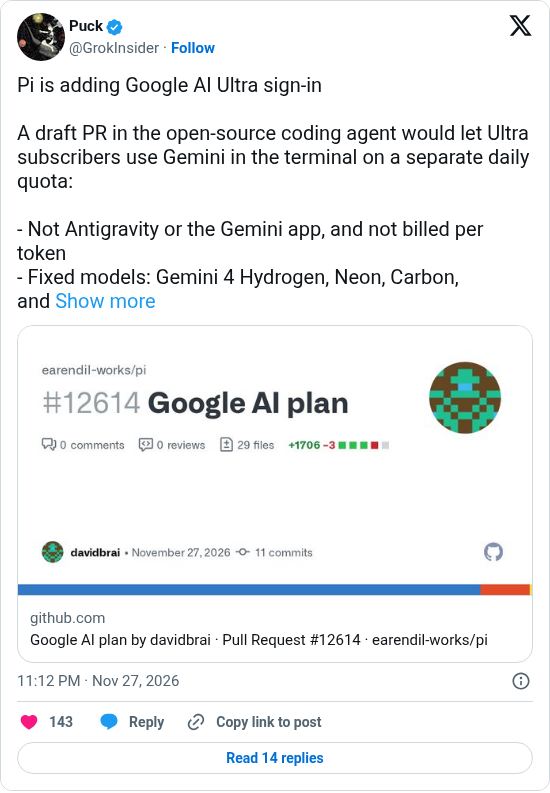 Puck
@GrokInsider · Follow
Pi is adding Google AI Ultra sign-in
A draft PR in the open-source coding agent would let Ultra
subscribers use Gemini in the terminal on a separate daily
quota:
- Not Antigravity or the Gemini app, and not billed per
token
- Fixed models: Gemini 4 Hydrogen, Neon, Carbon,
and Show more
earendil-works/pi
#12614 Google AI plan
0 comments 0 reviews 29 files +1706 -3
davidbrai • November 27, 2026 11 commits
github.com
Google AI plan by davidbrai · Pull Request #12614 · earendil-works/pi
11:12 PM · Nov 27, 2026
143 Reply Copy link to post
Read 14 replies